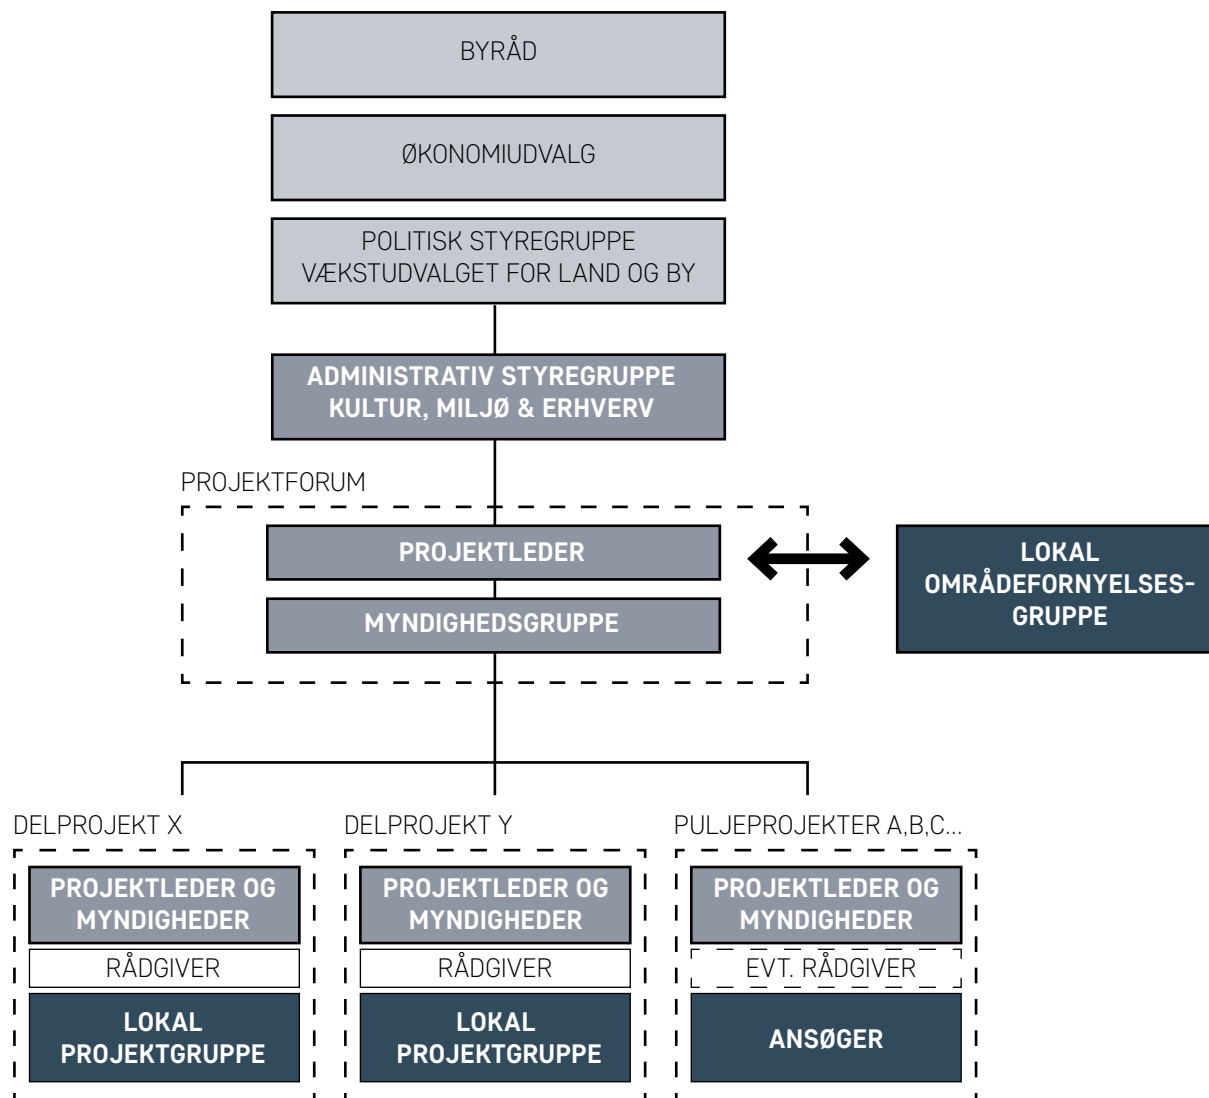 BYRÅD
ØKONOMIUDVALG
POLITISK STYREGRUPPE
VÆKSTUDVALGET FOR LAND OG BY
ADMINISTRATIV STYREGRUPPE
KULTUR, MILJØ & ERHVERV
PROJEKTFORUM
PROJEKTLEDER
MYNDIGHEDSGRUPPE
LOKAL
OMRÅDEFORNYELSES-
GRUPPE
DELPROJEKT X
PROJEKTLEDER OG
MYNDIGHEDER
RÅDGIVER
LOKAL
PROJEKTGRUPPE
DELPROJEKT Y
PROJEKTLEDER OG
MYNDIGHEDER
RÅDGIVER
LOKAL
PROJEKTGRUPPE
PULJEPROJEKTER A,B,C...
PROJEKTLEDER OG
MYNDIGHEDER
EVT. RÅDGIVER
ANSØGER